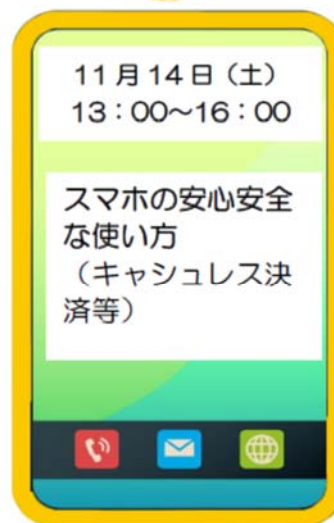 11月14日（土）
13：00～16：00
スマホの安心安全
な使い方
（キャシュレス決
済等）